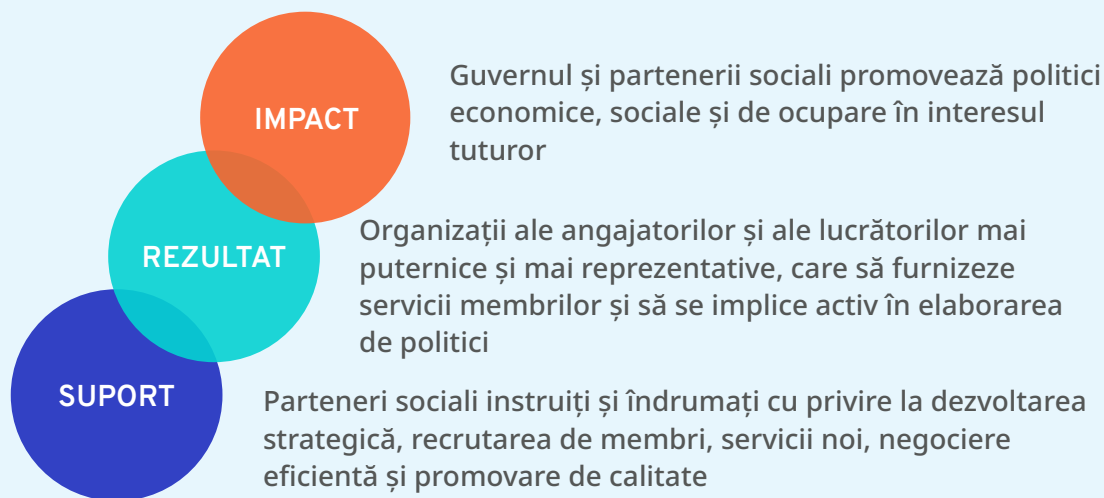 IMPACT
Guvernul și partenerii sociali promovează politici
economice, sociale și de ocupare în interesul
tuturor
REZULTAT
Organizații ale angajatorilor și ale lucrătorilor mai
puternice și mai reprezentative, care să furnizeze
servicii membrilor și să se implice activ în elaborarea
de politici
SUPORT
Parteneri sociali instruiți și îndrumați cu privire la dezvoltarea
strategică, recrutarea de membri, servicii noi, negociere
eficientă și promovare de calitate